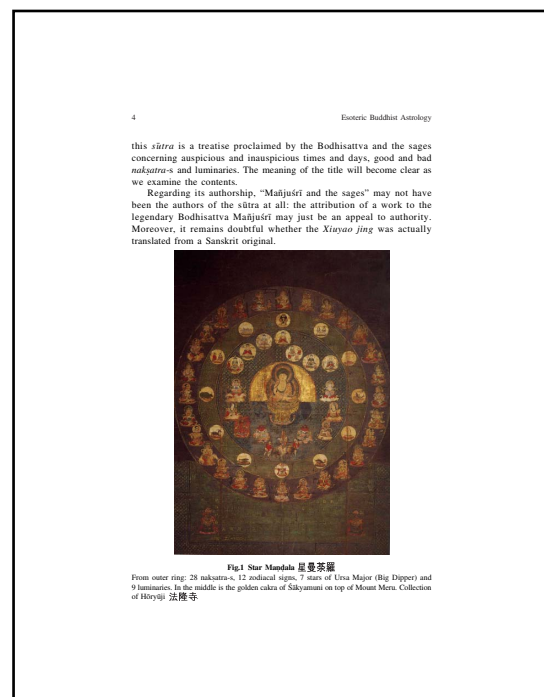 4 Esoteric Buddhist Astrology
this sūtra is a treatise proclaimed by the Bodhisattva and the sages
concerning auspicious and inauspicious times and days, good and bad
nakṣatra-s and luminaries. The meaning of the title will become clear as
we examine the contents.
Regarding its authorship, “Mañjuśrī and the sages” may not have
been the authors of the sūtra at all: the attribution of a work to the
legendary Bodhisattva Mañjuśrī may just be an appeal to authority.
Moreover, it remains doubtful whether the Xiuyao jing was actually
translated from a Sanskrit original.
Fig.1 Star Maṇḍala 星曼荼羅
From outer ring: 28 nakṣatra-s, 12 zodiacal signs, 7 stars of Ursa Major (Big Dipper) and
9 luminaries. In the middle is the golden cakra of Śākyamuni on top of Mount Meru. Collection
of Hōryūji 法隆寺